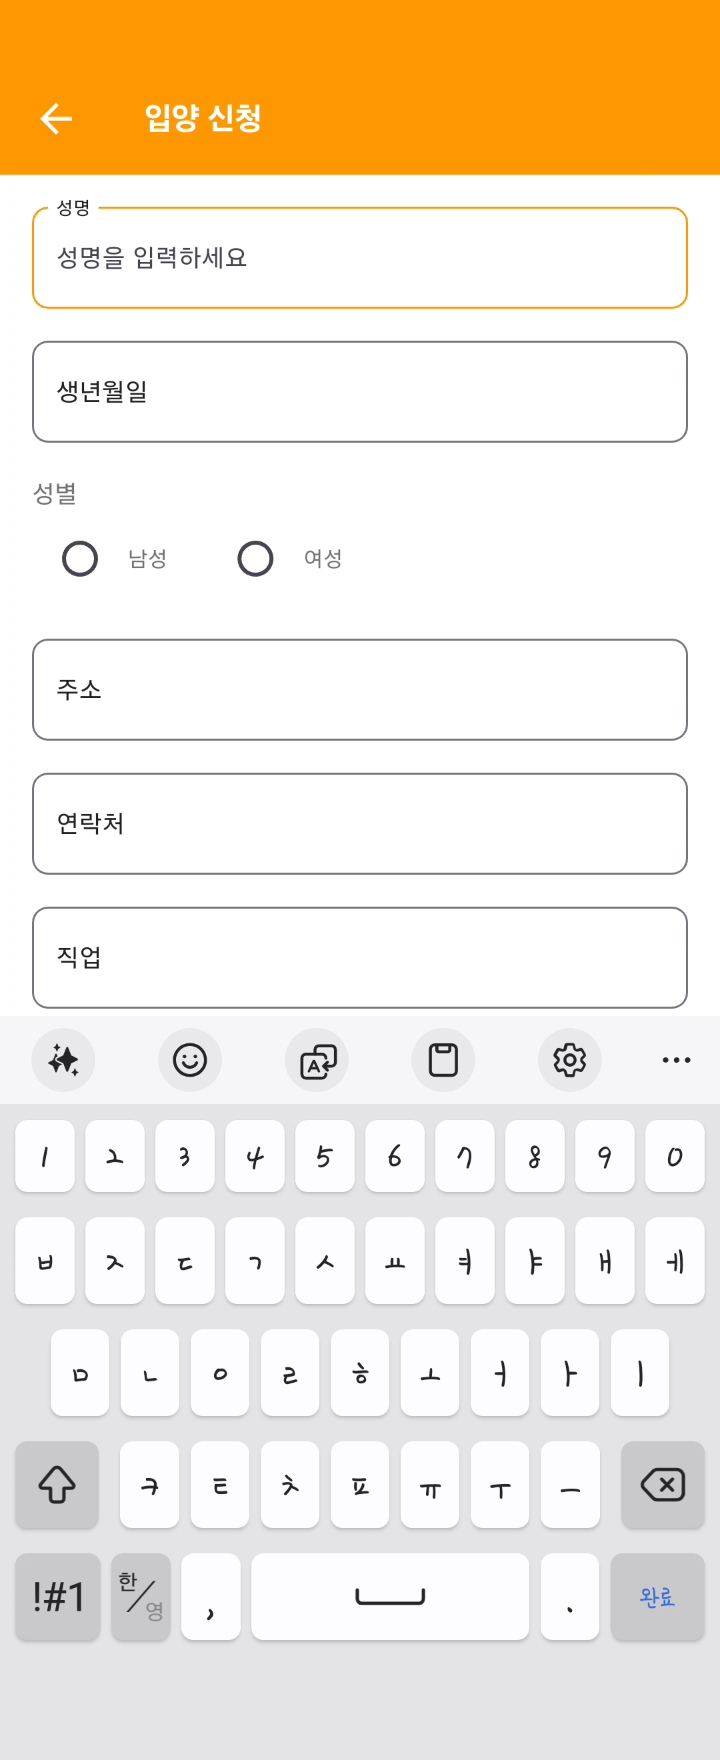 입양 신청
성명
성명을 입력하세요
생년월일
성별
남성 여성
주소
연락처
직업
1 2 3 4 5 6 7 8 9 0
ㅂ ㅈ ㄷ ㄱ ㅅ ㅛ ㅕ ㅑ ㅐ ㅔ
ㅁ ㄴ ㅇ ㄹ ㅎ ㅗ ㅓ ㅏ ㅣ
ㅋ ㅌ ㅊ ㅍ ㅠ ㅜ ㅡ
!#1 한/영 , . 완료